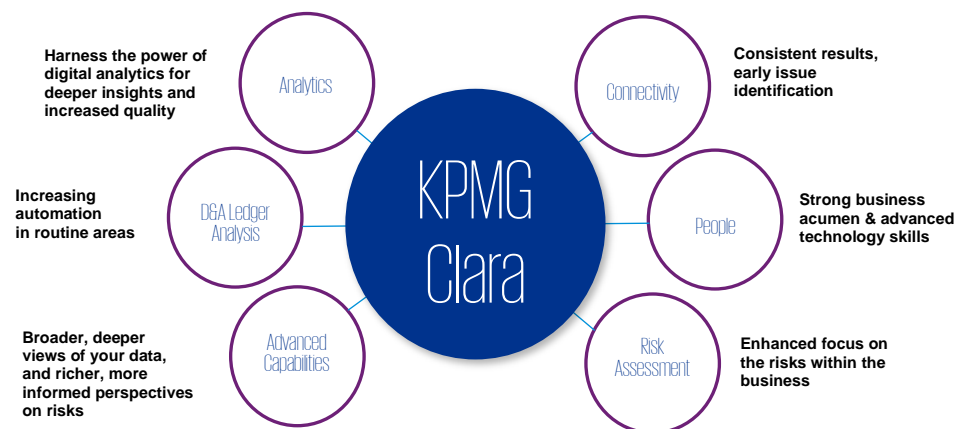 Harness the power of
digital analytics for
deeper insights and
increased quality
Analytics
Connectivity
Consistent results,
early issue
identification
Increasing
automation
in routine areas
D&A Ledger
Analysis
KPMG
Clara
People
Strong business
acumen & advanced
technology skills
Broader, deeper
views of your data,
and richer, more
informed perspectives
on risks
Advanced
Capabilities
Risk
Assessment
Enhanced focus on
the risks within the
business